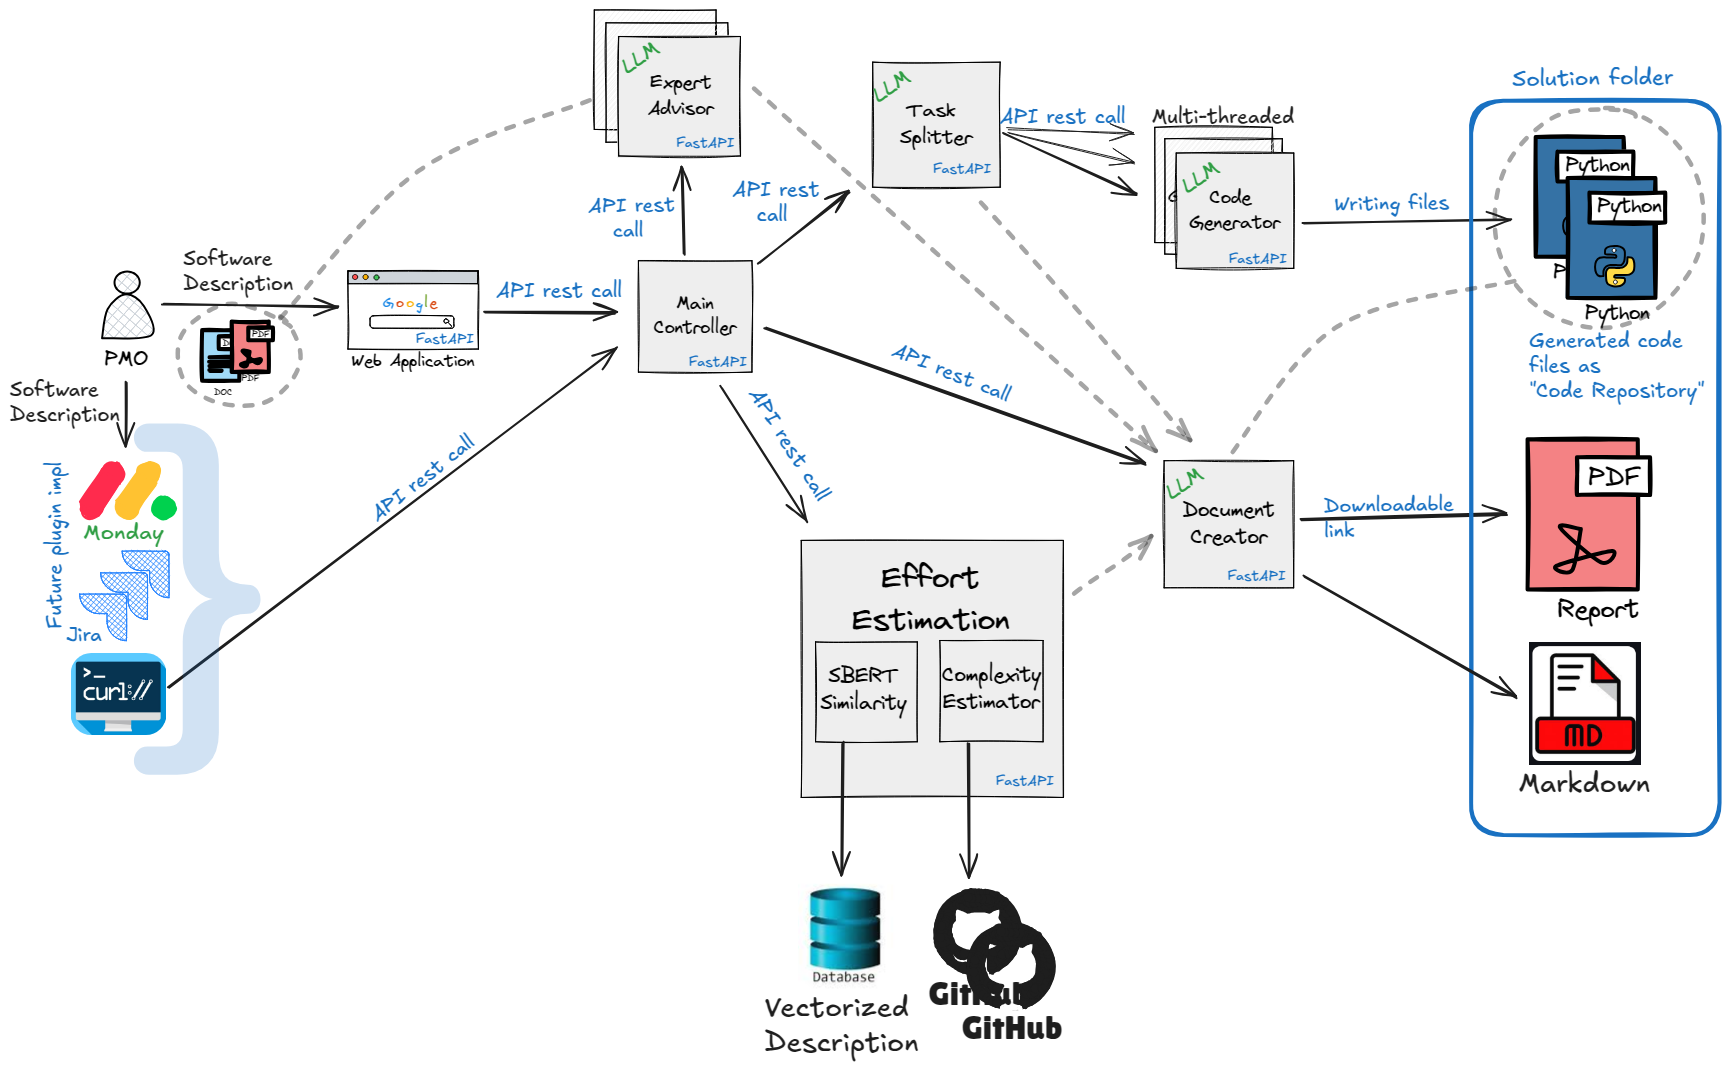 LLM
Expert
Advisor
FastAPI
LLM
Task
Splitter
FastAPI
API rest call
Multi-threaded
LLM
Code
Generator
FastAPI
Writing files
Solution folder
Python
Python
Python
Generated code
files as
"Code Repository"
API rest
call
API rest
call
Software
Description
PMO
DOC
PDF
PDF
Google
FastAPI
Web Application
API rest call
Main
Controller
FastAPI
API rest call
API rest call
API rest call
Software
Description
Future plugin impl
Monday
Jira
>_
curl://
LLM
Document
Creator
FastAPI
Downloadable
link
PDF
Report
MD
Markdown
Effort
Estimation
SBERT
Similarity
Complexity
Estimator
FastAPI
Database
Vectorized
Description
GitHub
GitHub